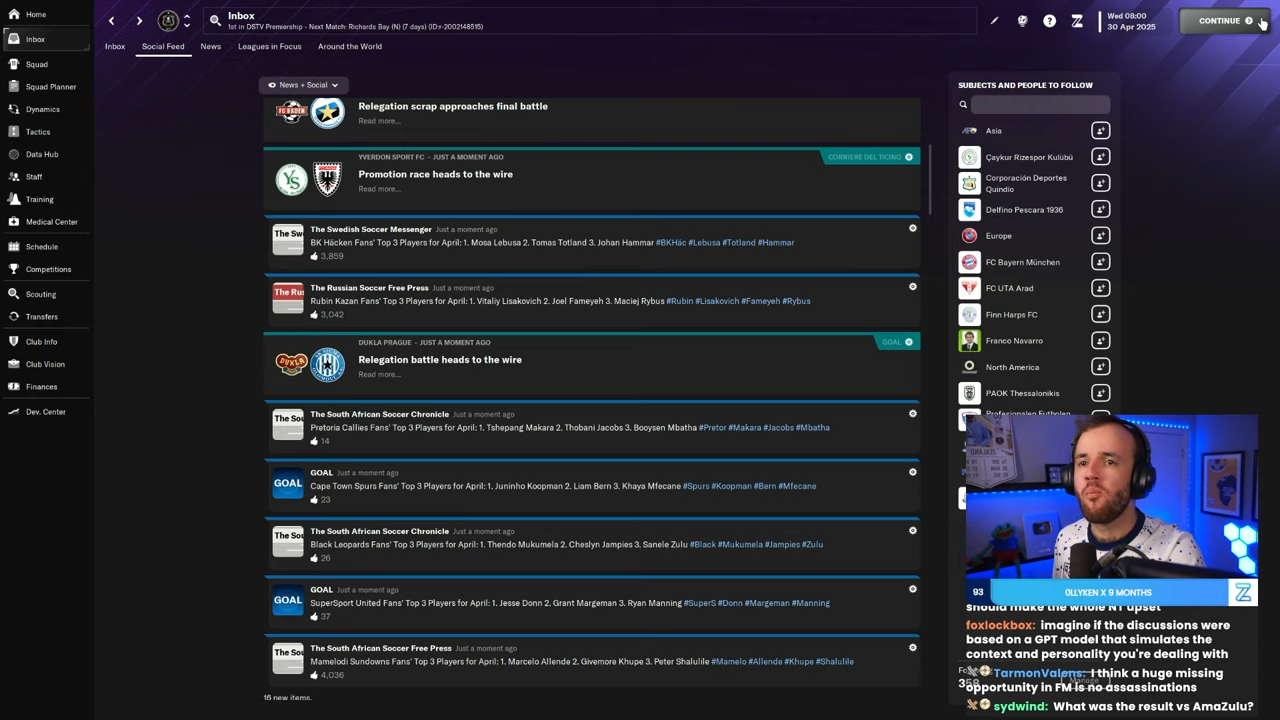 Home
Inbox
Squad
Squad Planner
Dynamics
Tactics
Data Hub
Staff
Training
Medical Center
Schedule
Competitions
Scouting
Transfers
Club Info
Club Vision
Finances
Dev. Center
Inbox
1st in DSTV Premiership - Next Match: Richards Bay (N) (7 days) (ID:r-2002148515)
Wed 08:00
30 Apr 2025
CONTINUE
Inbox
Social Feed
News
Leagues in Focus
Around the World
News + Social
Relegation scrap approaches final battle
Read more...
YVERDON SPORT FC - JUST A MOMENT AGO
CORRIERE DEL TICINO
Promotion race heads to the wire
Read more...
The Swedish Soccer Messenger Just a moment ago
BK Häcken Fans' Top 3 Players for April: 1. Mosa Lebusa 2. Tomas Totland 3. Johan Hammar #BKHäc #Lebusa #Totland #Hammar
3,859
The Russian Soccer Free Press Just a moment ago
Rubin Kazan Fans' Top 3 Players for April: 1. Vitaliy Lisakovich 2. Joel Fameyeh 3. Maciej Rybus #Rubin #Lisakovich #Fameyeh #Rybus
3,042
DUKLA PRAGUE - JUST A MOMENT AGO
GOAL
Relegation battle heads to the wire
Read more...
The South African Soccer Chronicle Just a moment ago
Pretoria Callies Fans' Top 3 Players for April: 1. Tshepang Makara 2. Thobani Jacobs 3. Booysen Mbatha #Pretor #Makara #Jacobs #Mbatha
14
GOAL
GOAL Just a moment ago
Cape Town Spurs Fans' Top 3 Players for April: 1. Juninho Koopman 2. Liam Bern 3. Khaya Mfecane #Spurs #Koopman #Bern #Mfecane
23
The South African Soccer Chronicle Just a moment ago
Black Leopards Fans' Top 3 Players for April: 1. Thendo Mukumela 2. Cheslyn Jampies 3. Sanele Zulu #Black #Mukumela #Jampies #Zulu
26
GOAL
GOAL Just a moment ago
SuperSport United Fans' Top 3 Players for April: 1. Jesse Donn 2. Grant Margeman 3. Ryan Manning #SuperS #Donn #Margeman #Manning
37
The South African Soccer Free Press Just a moment ago
Mamelodi Sundowns Fans' Top 3 Players for April: 1. Marcelo Allende 2. Givemore Khupe 3. Peter Shalulile #Mamelo #Allende #Khupe #Shalulile
4,036
16 new items.
SUBJECTS AND PEOPLE TO FOLLOW
Asia
Çaykur Rizespor Kulübü
Corporación Deportes
Quindío
Delfino Pescara 1936
Europe
FC Bayern München
FC UTA Arad
Finn Harps FC
Franco Navarro
North America
PAOK Thessalonikis
Profesionalen Futbolen
93
0LLYKEN X 9 MONTHS
should make the whole NT upset
foxlockbox: imagine if the discussions were
based on a GPT model that simulates the
context and personality you're dealing with
TarmonValons: I think a huge missing
opportunity in FM is no assassinations
sydwind: What was the result vs AmaZulu?